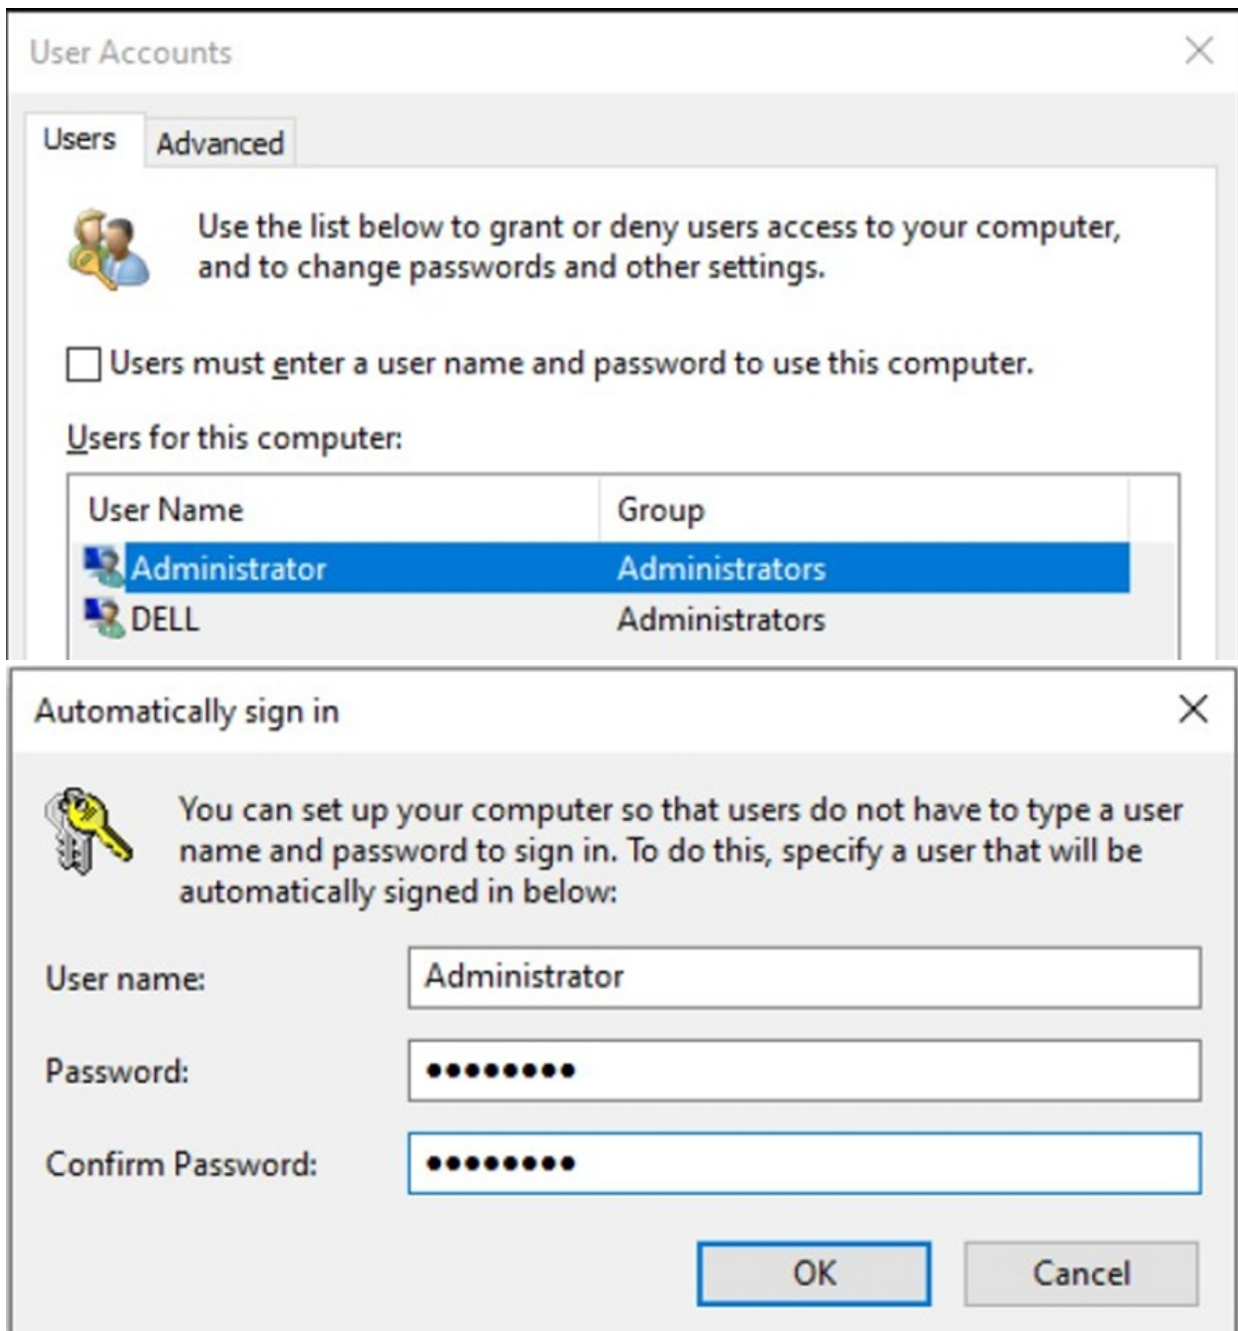 User Accounts
Users
Advanced
Use the list below to grant or deny users access to your computer,
and to change passwords and other settings.
Users must enter a user name and password to use this computer.
Users for this computer:
User Name Group
Administrator Administrators
DELL Administrators
Automatically sign in
You can set up your computer so that users do not have to type a user
name and password to sign in. To do this, specify a user that will be
automatically signed in below:
User name: Administrator
Password: ●●●●●●●●
Confirm Password: ●●●●●●●●
OK Cancel